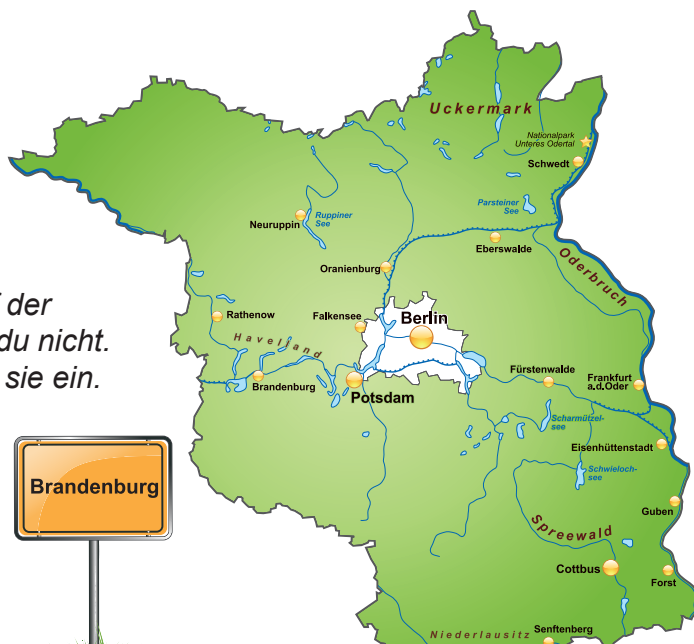 Uckermark
Nationalpark
Unteres Odertal
Schwedt
Parsteiner
See
Neuruppin
Ruppiner
See
Eberswalde
Oderbruch
Oranienburg
der
du nicht.
sie ein.
Rathenow
Falkensee
Berlin
Havelland
Brandenburg
Potsdam
Fürstenwalde
Frankfurt
a.d.Oder
Scharmützel-
see
Eisenhüttenstadt
Schwieloch-
see
Brandenburg
Guben
Spreewald
Cottbus
Forst
Niederlausitz
Senftenberg